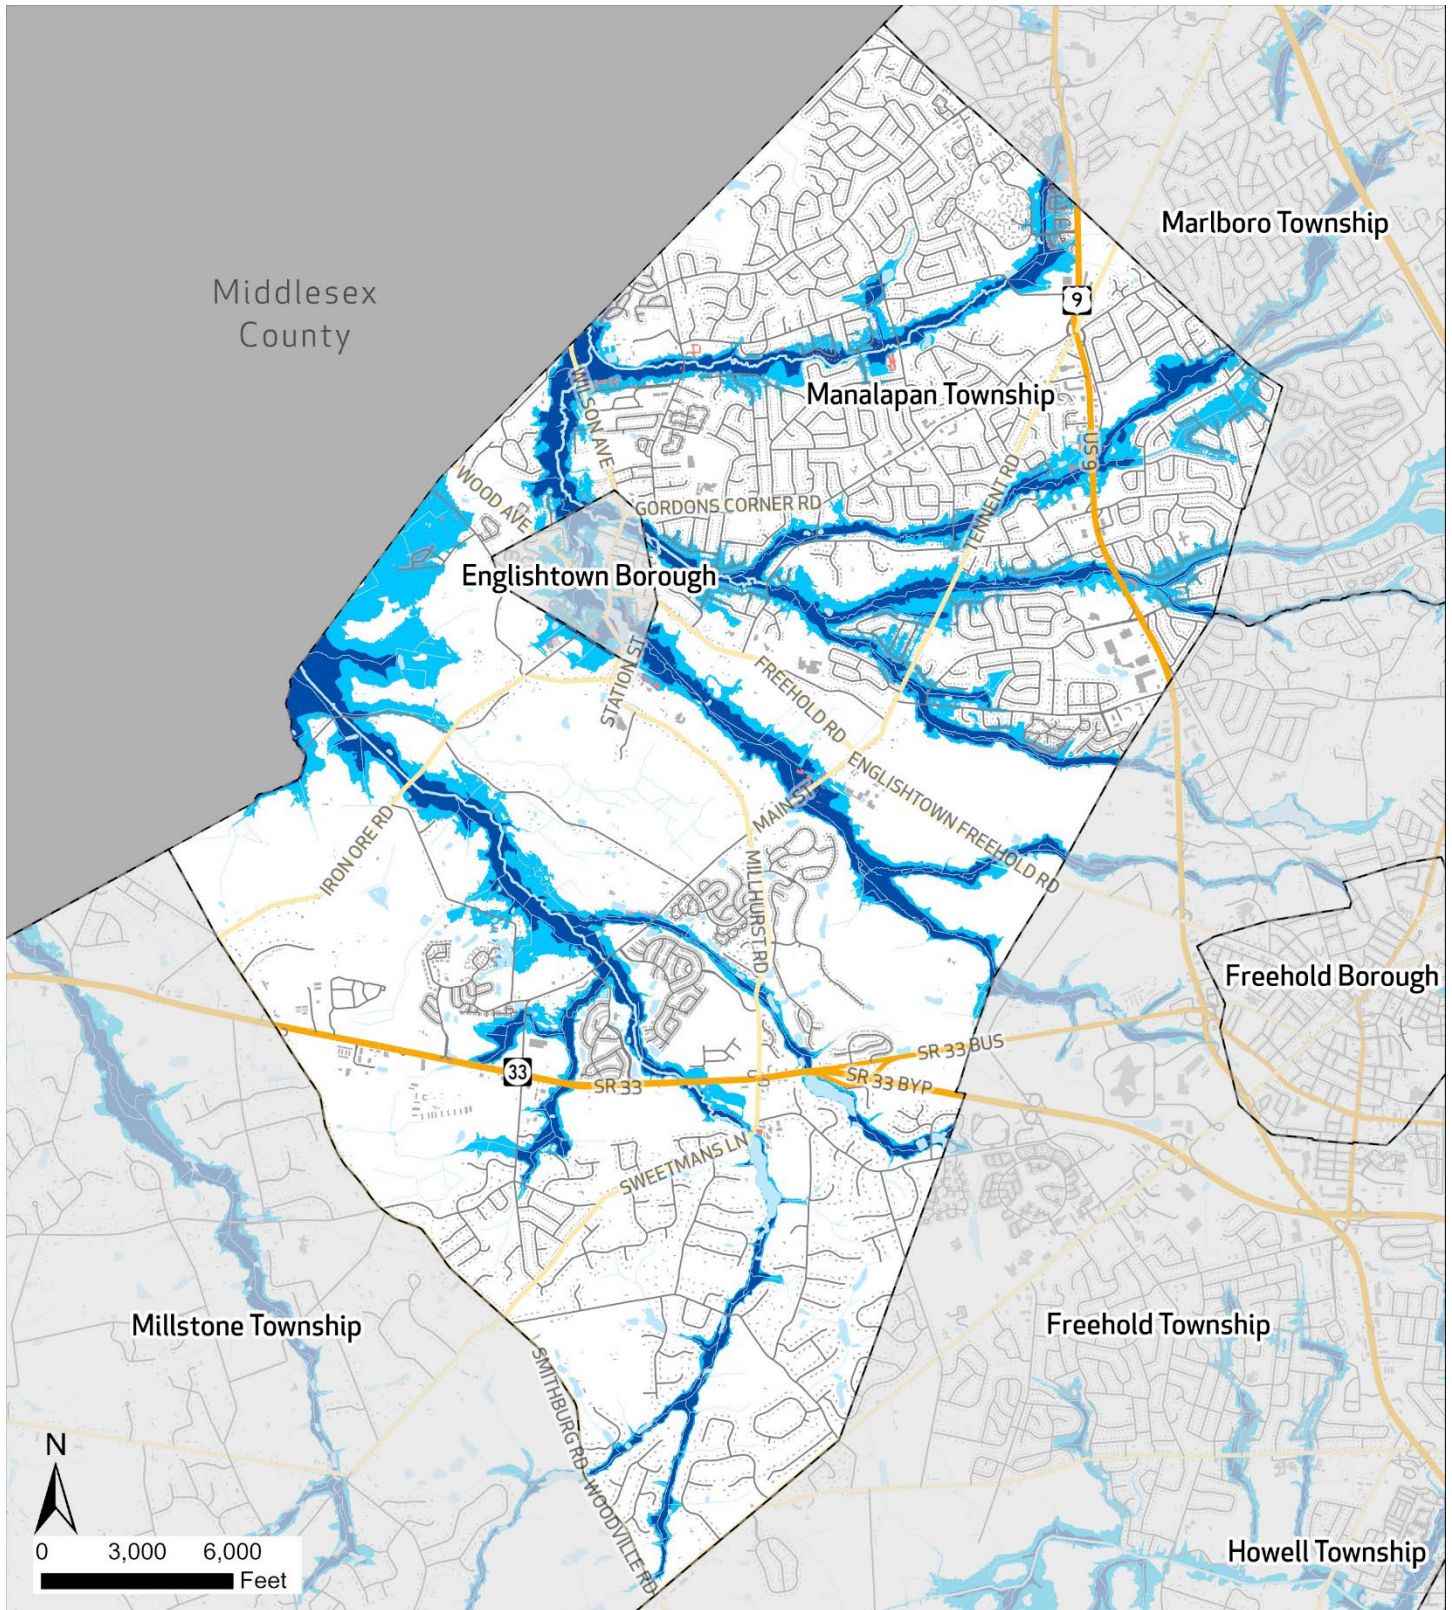 Marlboro Township
Middlesex
County
9
WILSON AVE
Manalapan Township
US 9
WOOD AVE
GORDONS CORNER RD
TENNENT RD
Englishtown Borough
STATION ST
FREEHOLD RD
MAIN ST
ENGLISHTOWN FREEHOLD RD
IRON ORE RD
MILLHURST RD
Freehold Borough
33
SR 33
SR 33 BUS
SR 33 BYP
SWEETMANS LN
Millstone Township
Freehold Township
SMITHBURG RD
WOODVILLE RD
N
0 3,000 6,000
Feet
Howell Township